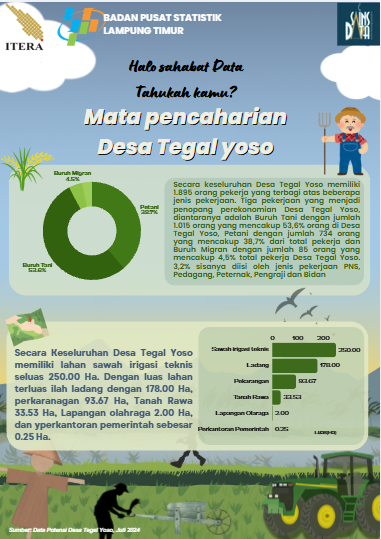 ITERA
BADAN PUSAT STATISTIK
LAMPUNG TIMUR
SAINS
DATA
Halo sahabat Data
Tahukah kamu?
Mata pencaharian
Desa Tegal yoso
Buruh Migran
4.5%
Petani
38.7%
Buruh Tani
53.6%
Secara keseluruhan Desa Tegal Yoso memiliki
1.895 orang pekerja yang terbagi atas beberapa
jenis pekerjaan. Tiga pekerjaan yang menjadi
penopang perekonomian Desa Tegal Yoso,
diantaranya adalah Buruh Tani dengan jumlah
1.015 orang yang mencakup 53,6% orang di Desa
Tegal Yoso, Petani dengan jumlah 734 orang
yang mencakup 38,7% dari total pekerja dan
Buruh Migran dengan jumlah 85 orang yang
mencakup 4,5% total pekerja Desa Tegal Yoso.
3,2% sisanya diisi oleh jenis pekerjaan PNS,
Pedagang, Peternak, Pengraji dan Bidan
Secara Keseluruhan Desa Tegal Yoso
memiliki lahan sawah irigasi teknis
seluas 250.00 Ha. Dengan luas lahan
terluas ilah ladang dengan 178.00 Ha,
perkaranagan 93.67 Ha, Tanah Rawa
33.53 Ha, Lapangan olahraga 2.00 Ha,
dan yperkantoran pemerintah sebesar
0.25 Ha.
0 100 200
Sawah irigasi teknis 250.00
Ladang 178.00
Pekarangan 93.67
Tanah Rawa 33.53
Lapangan Olaraga 2.00
Perkantoran Pemerintah 0.25
Sumber: Data Potensi Desa Tegal Yoso, Juli 2024